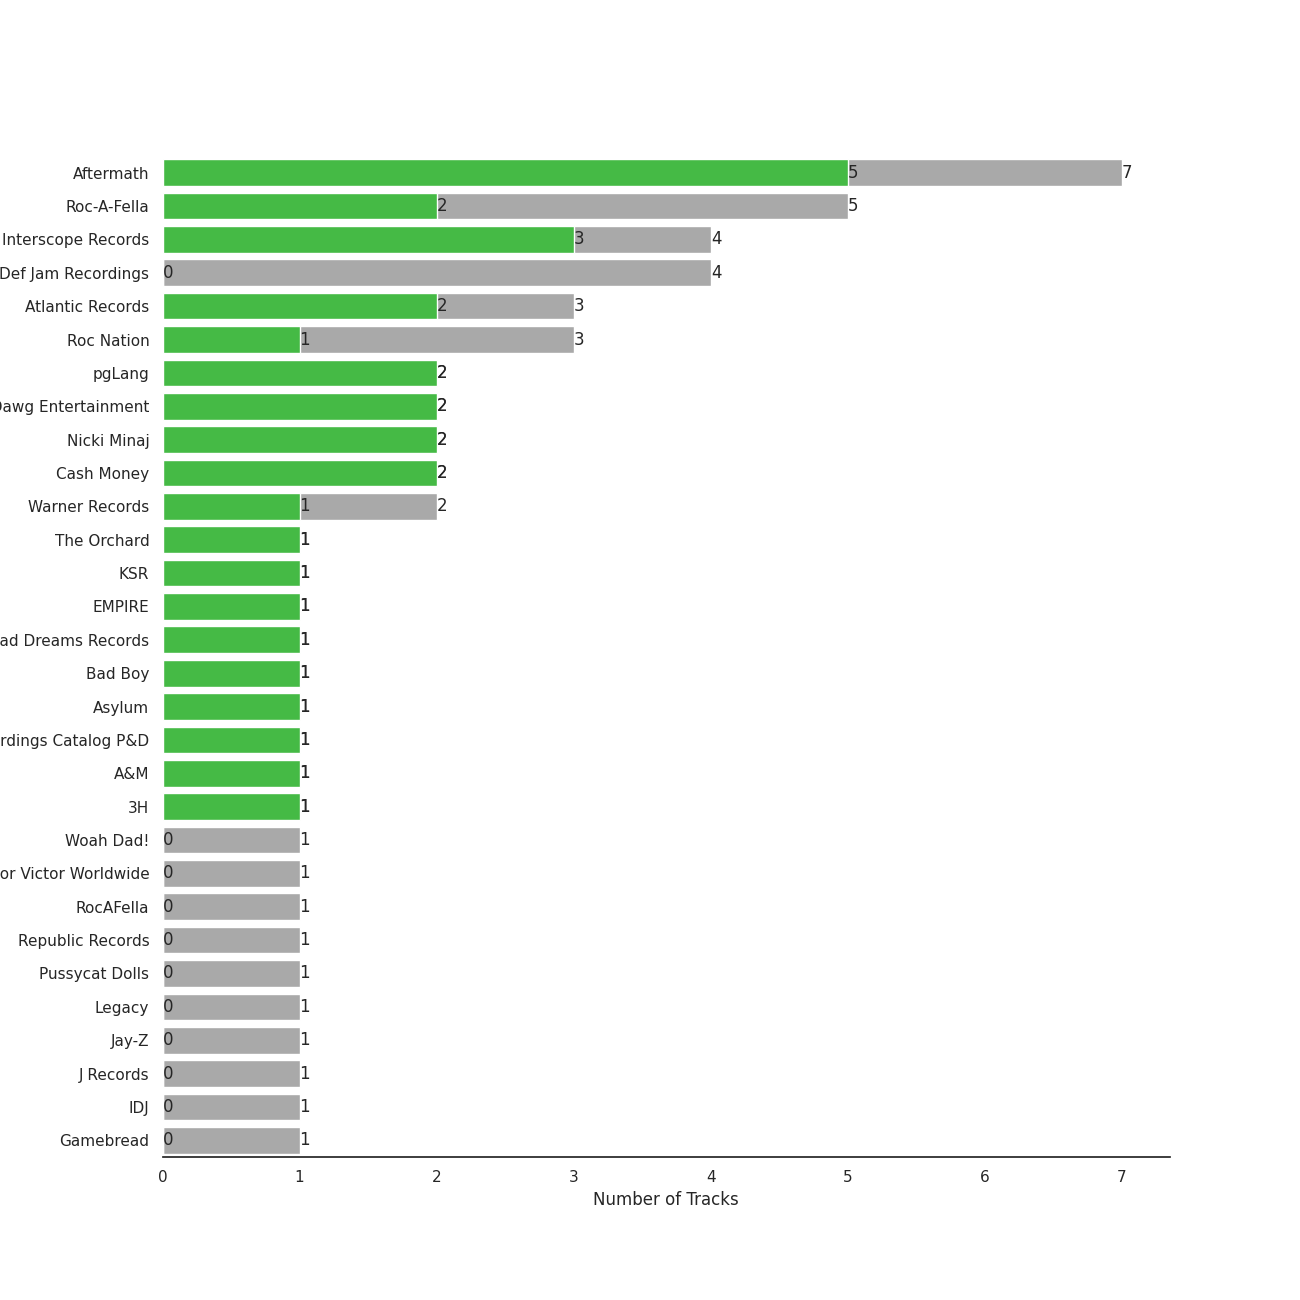 Aftermath 5 7
Roc-A-Fella 2 5
Interscope Records 3 4
Def Jam Recordings 0 4
Atlantic Records 2 3
Roc Nation 1 3
pgLang 2
Dawg Entertainment 2
Nicki Minaj 2
Cash Money 2
Warner Records 1 2
The Orchard 1
KSR 1
EMPIRE 1
ad Dreams Records 1
Bad Boy 1
Asylum 1
rdings Catalog P&D 1
A&M 1
3H 1
Woah Dad! 0 1
or Victor Worldwide 0 1
RocAFella 0 1
Republic Records 0 1
Pussycat Dolls 0 1
Legacy 0 1
Jay-Z 0 1
J Records 0 1
IDJ 0 1
Gamebread 0 1
0 1 2 3 4 5 6 7
Number of Tracks